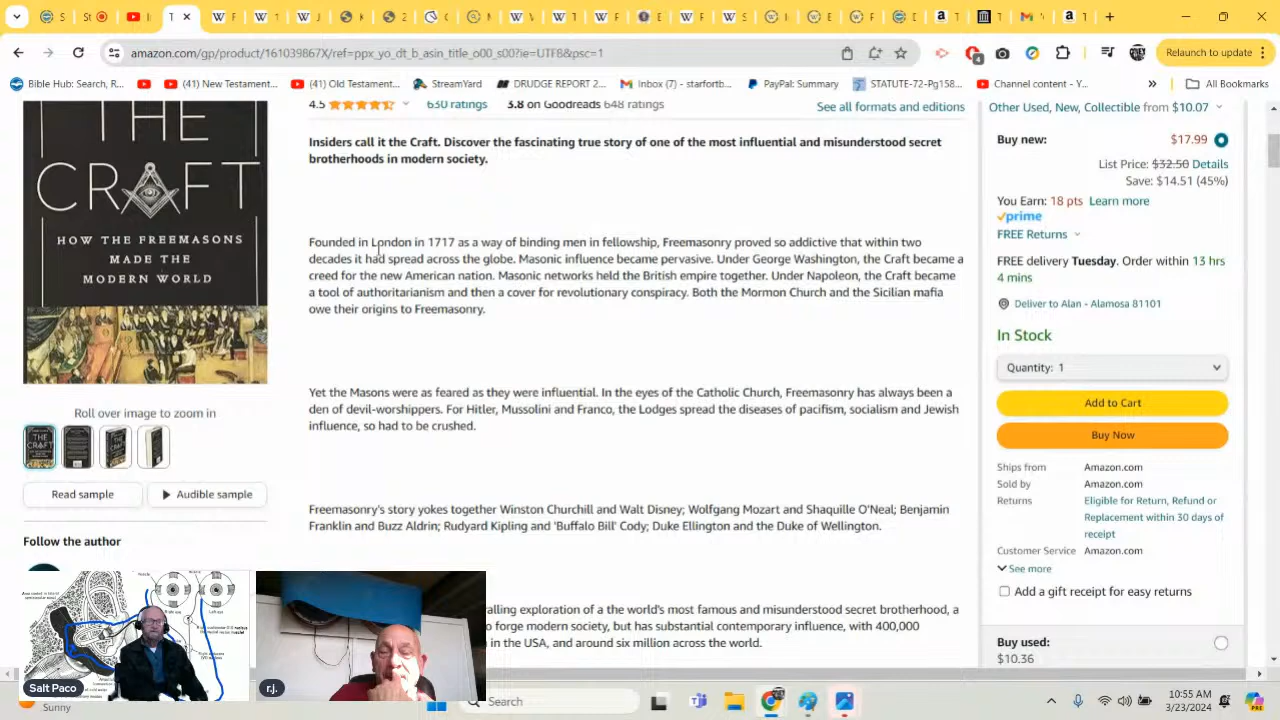 amazon.com/gp/product/161039867X/ref=ppx_yo_dt_b_asin_title_o00_s00?ie=UTF8&psc=1
Relaunch to update
Bible Hub: Search, R...
(41) New Testament...
(41) Old Testament...
StreamYard
DRUDGE REPORT 2...
Inbox (7) - starfortb...
PayPal: Summary
STATUTE-72-Pg158...
Channel content - Y...
All Bookmarks
THE
CRAFT
HOW THE FREEMASONS
MADE THE
MODERN WORLD
Roll over image to zoom in
Read sample
Audible sample
Follow the author
4.5
630 ratings
3.8 on Goodreads 648 ratings
See all formats and editions
Insiders call it the Craft. Discover the fascinating true story of one of the most influential and misunderstood secret
brotherhoods in modern society.
Founded in London in 1717 as a way of binding men in fellowship, Freemasonry proved so addictive that within two
decades it had spread across the globe. Masonic influence became pervasive. Under George Washington, the Craft became a
creed for the new American nation. Masonic networks held the British empire together. Under Napoleon, the Craft became
a tool of authoritarianism and then a cover for revolutionary conspiracy. Both the Mormon Church and the Sicilian mafia
owe their origins to Freemasonry.
Yet the Masons were as feared as they were influential. In the eyes of the Catholic Church, Freemasonry has always been a
den of devil-worshippers. For Hitler, Mussolini and Franco, the Lodges spread the diseases of pacifism, socialism and Jewish
influence, so had to be crushed.
Freemasonry's story yokes together Winston Churchill and Walt Disney; Wolfgang Mozart and Shaquille O'Neal; Benjamin
Franklin and Buzz Aldrin; Rudyard Kipling and 'Buffalo Bill' Cody; Duke Ellington and the Duke of Wellington.
alling exploration of a the world's most famous and misunderstood secret brotherhood, a
o forge modern society, but has substantial contemporary influence, with 400,000
in the USA, and around six million across the world.
Other Used, New, Collectible from $10.07
Buy new:
$17.99
List Price: $32.50 Details
Save: $14.51 (45%)
You Earn: 18 pts Learn more
prime
FREE Returns
FREE delivery Tuesday. Order within 13 hrs
4 mins
Deliver to Alan - Alamosa 81101
In Stock
Quantity: 1
Add to Cart
Buy Now
Ships from Amazon.com
Sold by Amazon.com
Returns Eligible for Return, Refund or
Replacement within 30 days of
receipt
Customer Service Amazon.com
See more
Add a gift receipt for easy returns
Buy used:
$10.36
Salt Paco
r.j.
Sunny
Search
10:55 AM
3/23/2024